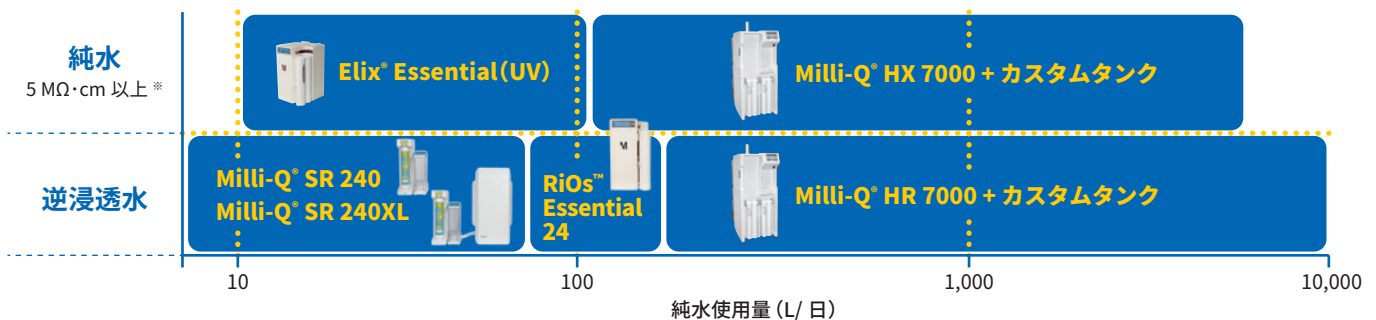 純水
5 MΩ·cm 以上 ※
Elix® Essential（UV）
Milli-Q® HX 7000 + カスタムタンク
逆浸透水
Milli-Q® SR 240
Milli-Q® SR 240XL
RiOs™
Essential
24
Milli-Q® HR 7000 + カスタムタンク
10
100
1,000
10,000
純水使用量（L/ 日）